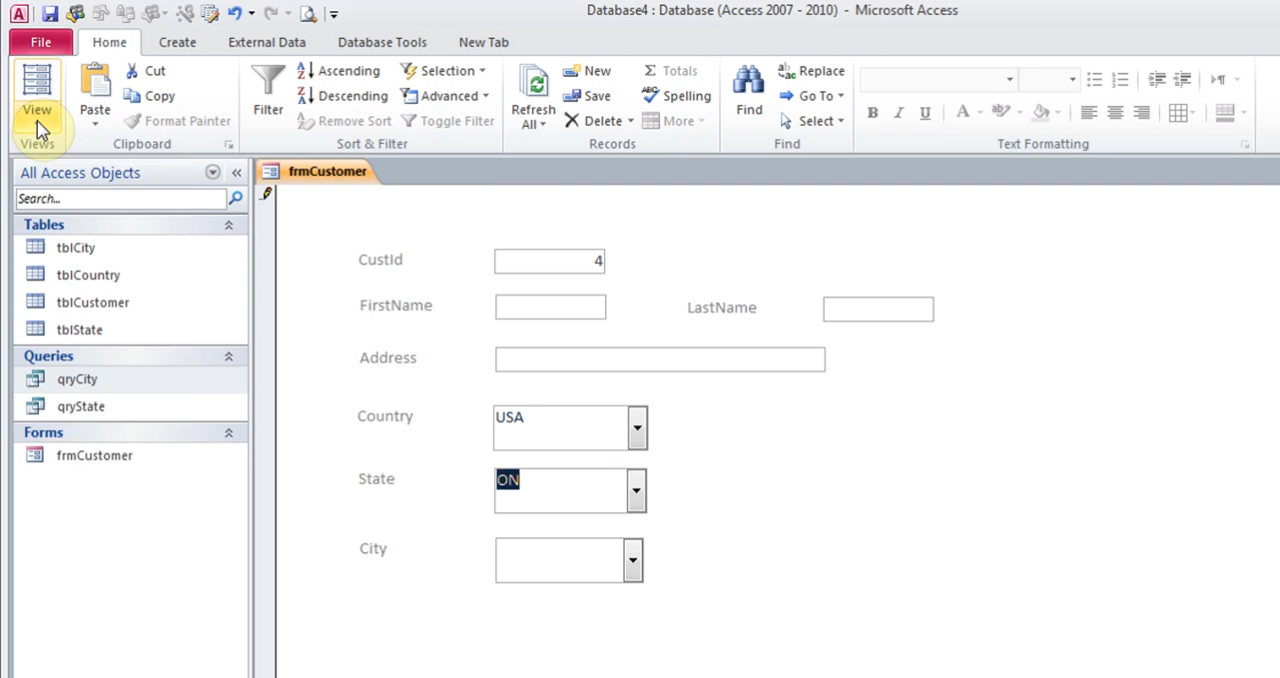 Database4 : Database (Access 2007 - 2010) - Microsoft Access
File Home Create External Data Database Tools New Tab
View
Views
Paste
Cut
Copy
Format Painter
Clipboard
Filter
Ascending
Descending
Remove Sort
Selection
Advanced
Toggle Filter
Sort & Filter
Refresh
All
New
Save
Delete
Totals
Spelling
More
Records
Find
Replace
Go To
Select
Find
B I U A ab
Text Formatting
All Access Objects
Search...
Tables
tblCity
tblCountry
tblCustomer
tblState
Queries
qryCity
qryState
Forms
frmCustomer
frmCustomer
CustId 4
FirstName LastName
Address
Country USA
State ON
City